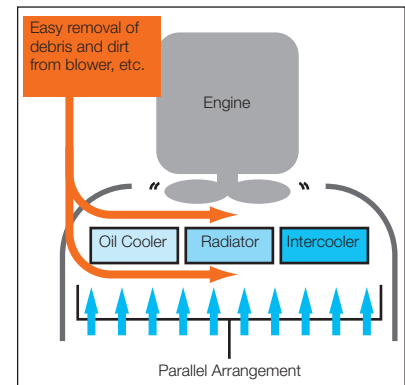 Easy removal of
debris and dirt
from blower, etc.
Engine
Oil Cooler
Radiator
Intercooler
Parallel Arrangement